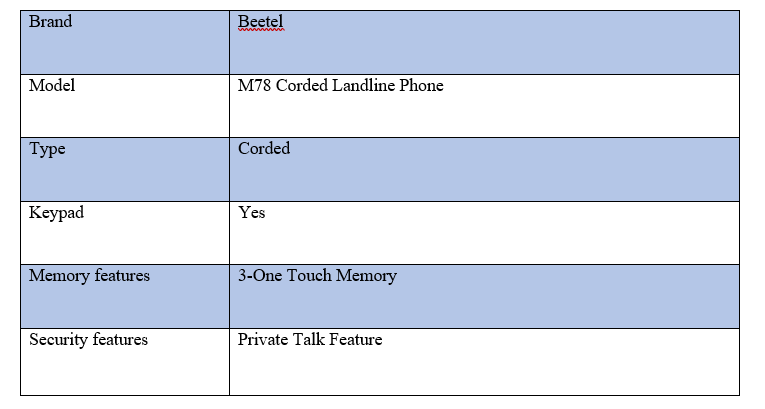 Brand Beetel
Model M78 Corded Landline Phone
Type Corded
Keypad Yes
Memory features 3-One Touch Memory
Security features Private Talk Feature